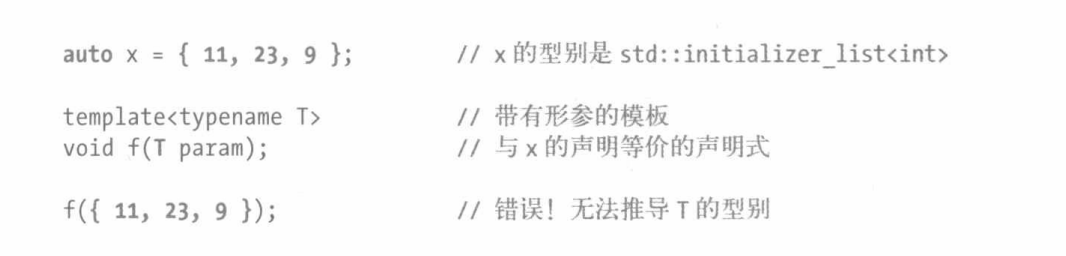 auto x = { 11, 23, 9 }; // x 的型别是 std::initializer_list<int>
template<typename T> // 带有形参的模板
void f(T param); // 与 x 的声明等价的声明式
f({ 11, 23, 9 }); // 错误！无法推导 T 的型别